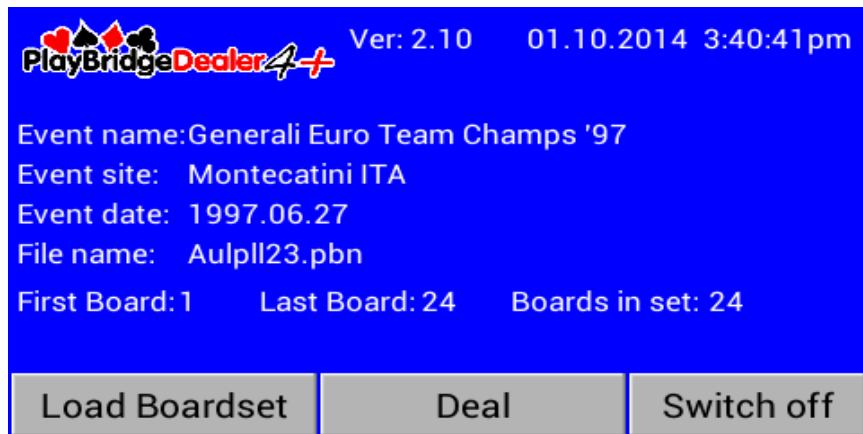 PlayBridgeDealer4+ Ver: 2.10 01.10.2014 3:40:41pm
Event name:Generali Euro Team Champs '97
Event site: Montecatini ITA
Event date: 1997.06.27
File name: Aulpll23.pbn
First Board:1 Last Board:24 Boards in set: 24
Load Boardset Deal Switch off